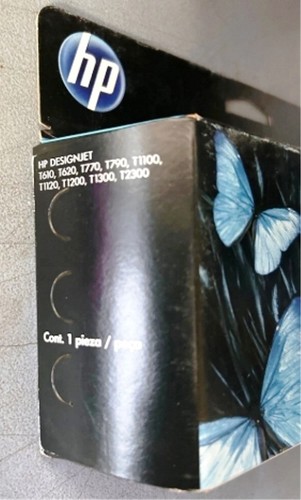 hp
HP DESIGNJET
T610, T620, T770, T790, T1100,
T1120, T1200, T1300, T2300
Cont. 1 pieza /